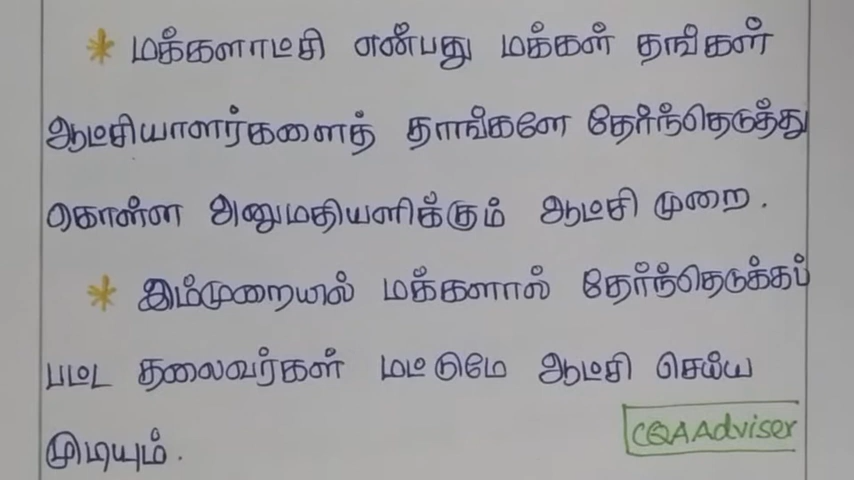 * மக்களாட்சி என்பது மக்கள் தங்கள்
ஆட்சியாளர்களைத் தாங்களே தேர்ந்தெடுத்து
கொள்ள அனுமதியளிக்கும் ஆட்சி முறை.
* இம்முறையில் மக்களால் தேர்ந்தெடுக்கப்
பட்ட தலைவர்கள் மட்டுமே ஆட்சி செய்ய
முடியும்.
CQAAdviser